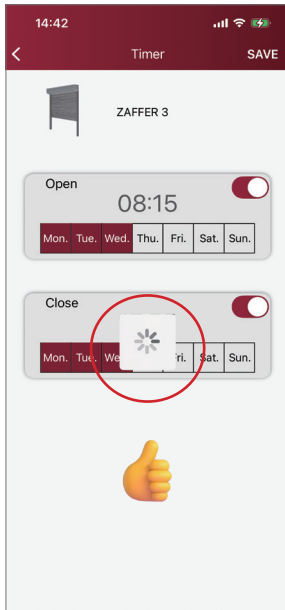 14:42
Timer SAVE
ZAFFER 3
Open
08:15
Mon. Tue. Wed. Thu. Fri. Sat. Sun.
Close
Mon. Tue. Sat. Sun.